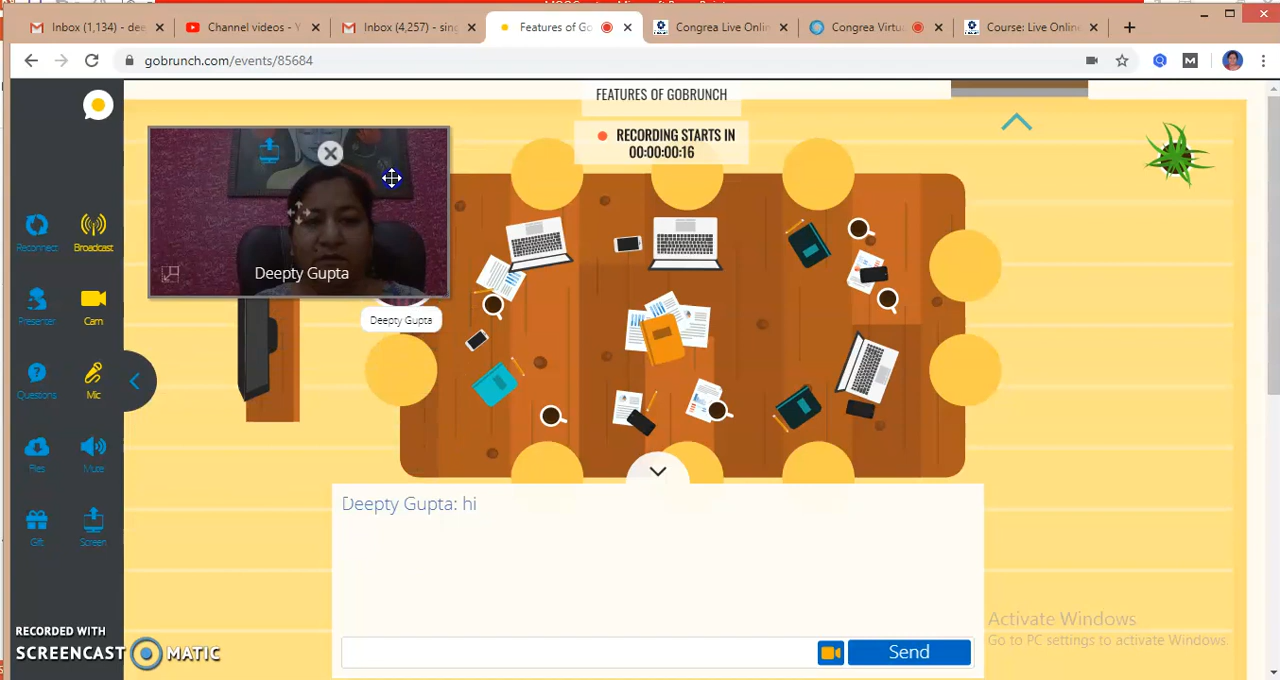 Inbox (1,134) - dee
Channel videos - Y
Inbox (4,257) - sing
Features of Go
Congrea Live Onlin
Congrea Virtu
Course: Live Onlin
gobrunch.com/events/85684
FEATURES OF GOBRUNCH
RECORDING STARTS IN
00:00:00:16
Deepty Gupta
Deepty Gupta
Reconnect
Broadcast
Presenter
Cam
Questions
Mic
Files
Mute
Gift
Screen
Deepty Gupta: hi
Send
Activate Windows
Go to PC settings to activate Windows.
RECORDED WITH
SCREENCAST MATIC